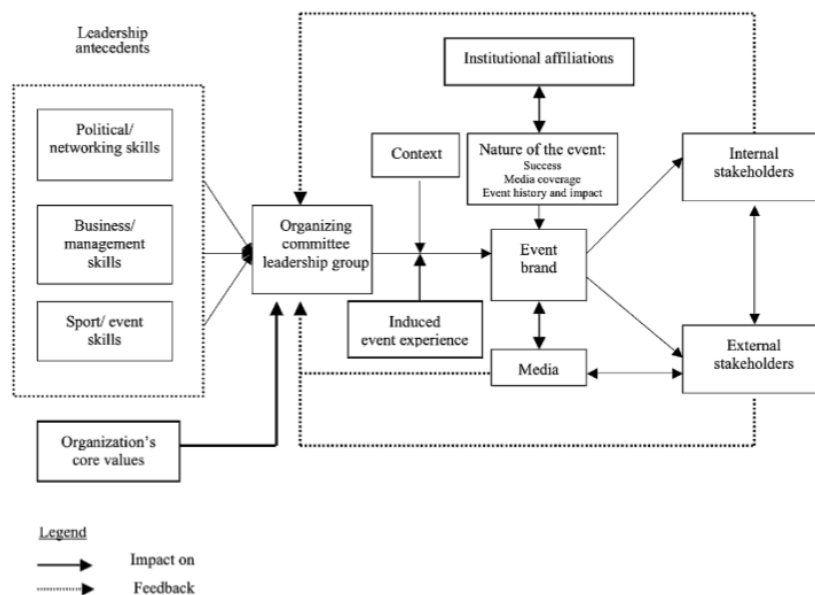 Leadership
antecedents
Political/
networking skills
Business/
management skills
Sport/ event
skills
Organization's
core values
Organizing
committee
leadership group
Context
Induced
event experience
Institutional affiliations
Nature of the event:
Success
Media coverage
Event history and impact
Event
brand
Media
Internal
stakeholders
External
stakeholders
Legend
Impact on
Feedback